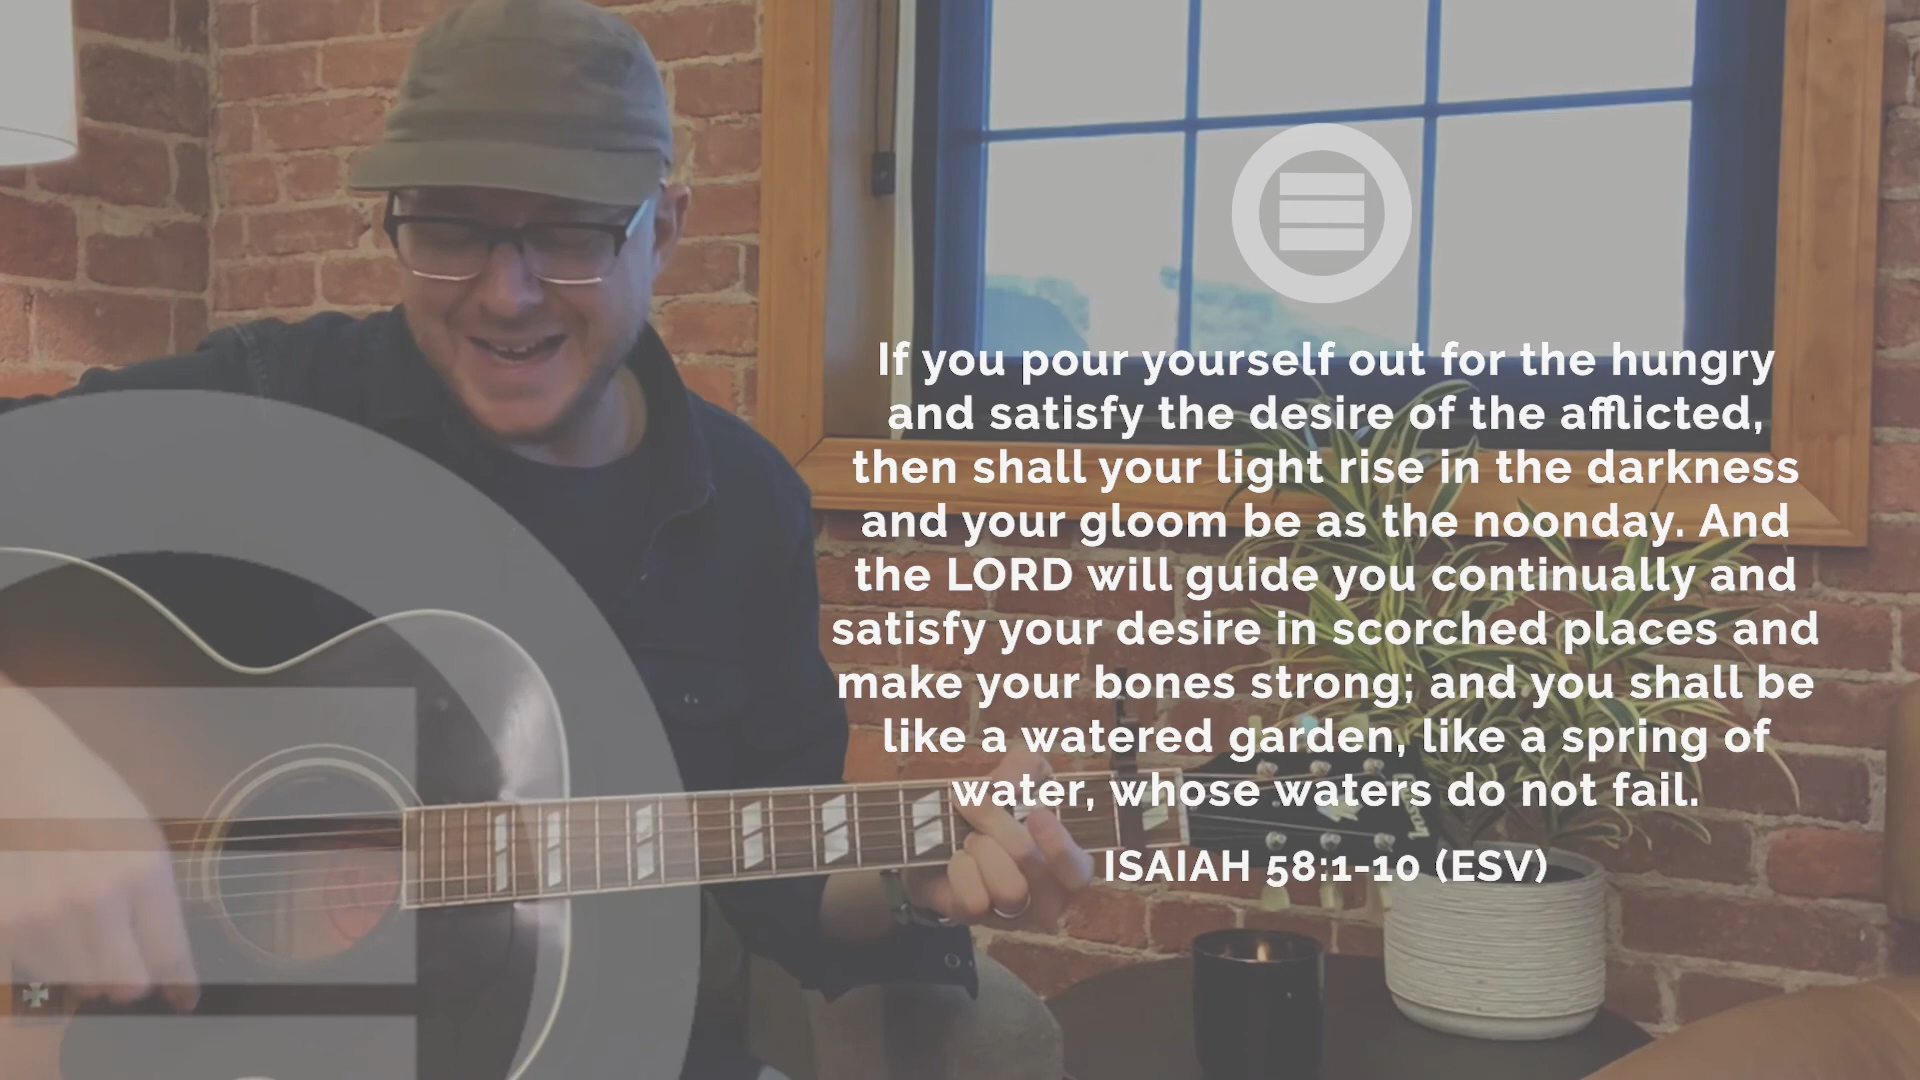 If you pour yourself out for the hungry
and satisfy the desire of the afflicted,
then shall your light rise in the darkness
and your gloom be as the noonday. And
the LORD will guide you continually and
satisfy your desire in scorched places and
make your bones strong; and you shall be
like a watered garden, like a spring of
water, whose waters do not fail.
ISAIAH 58:1-10 (ESV)